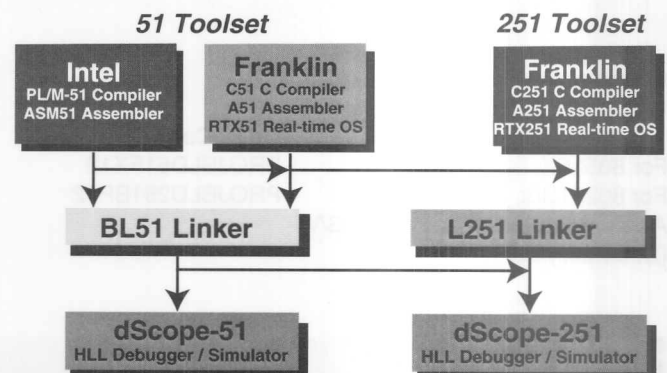 51 Toolset
251 Toolset
Intel
PL/M-51 Compiler
ASM51 Assembler
Franklin
C51 C Compiler
A51 Assembler
RTX51 Real-time OS
Franklin
C251 C Compiler
A251 Assembler
RTX251 Real-time OS
BL51 Linker
L251 Linker
dScope-51
HLL Debugger / Simulator
dScope-251
HLL Debugger / Simulator